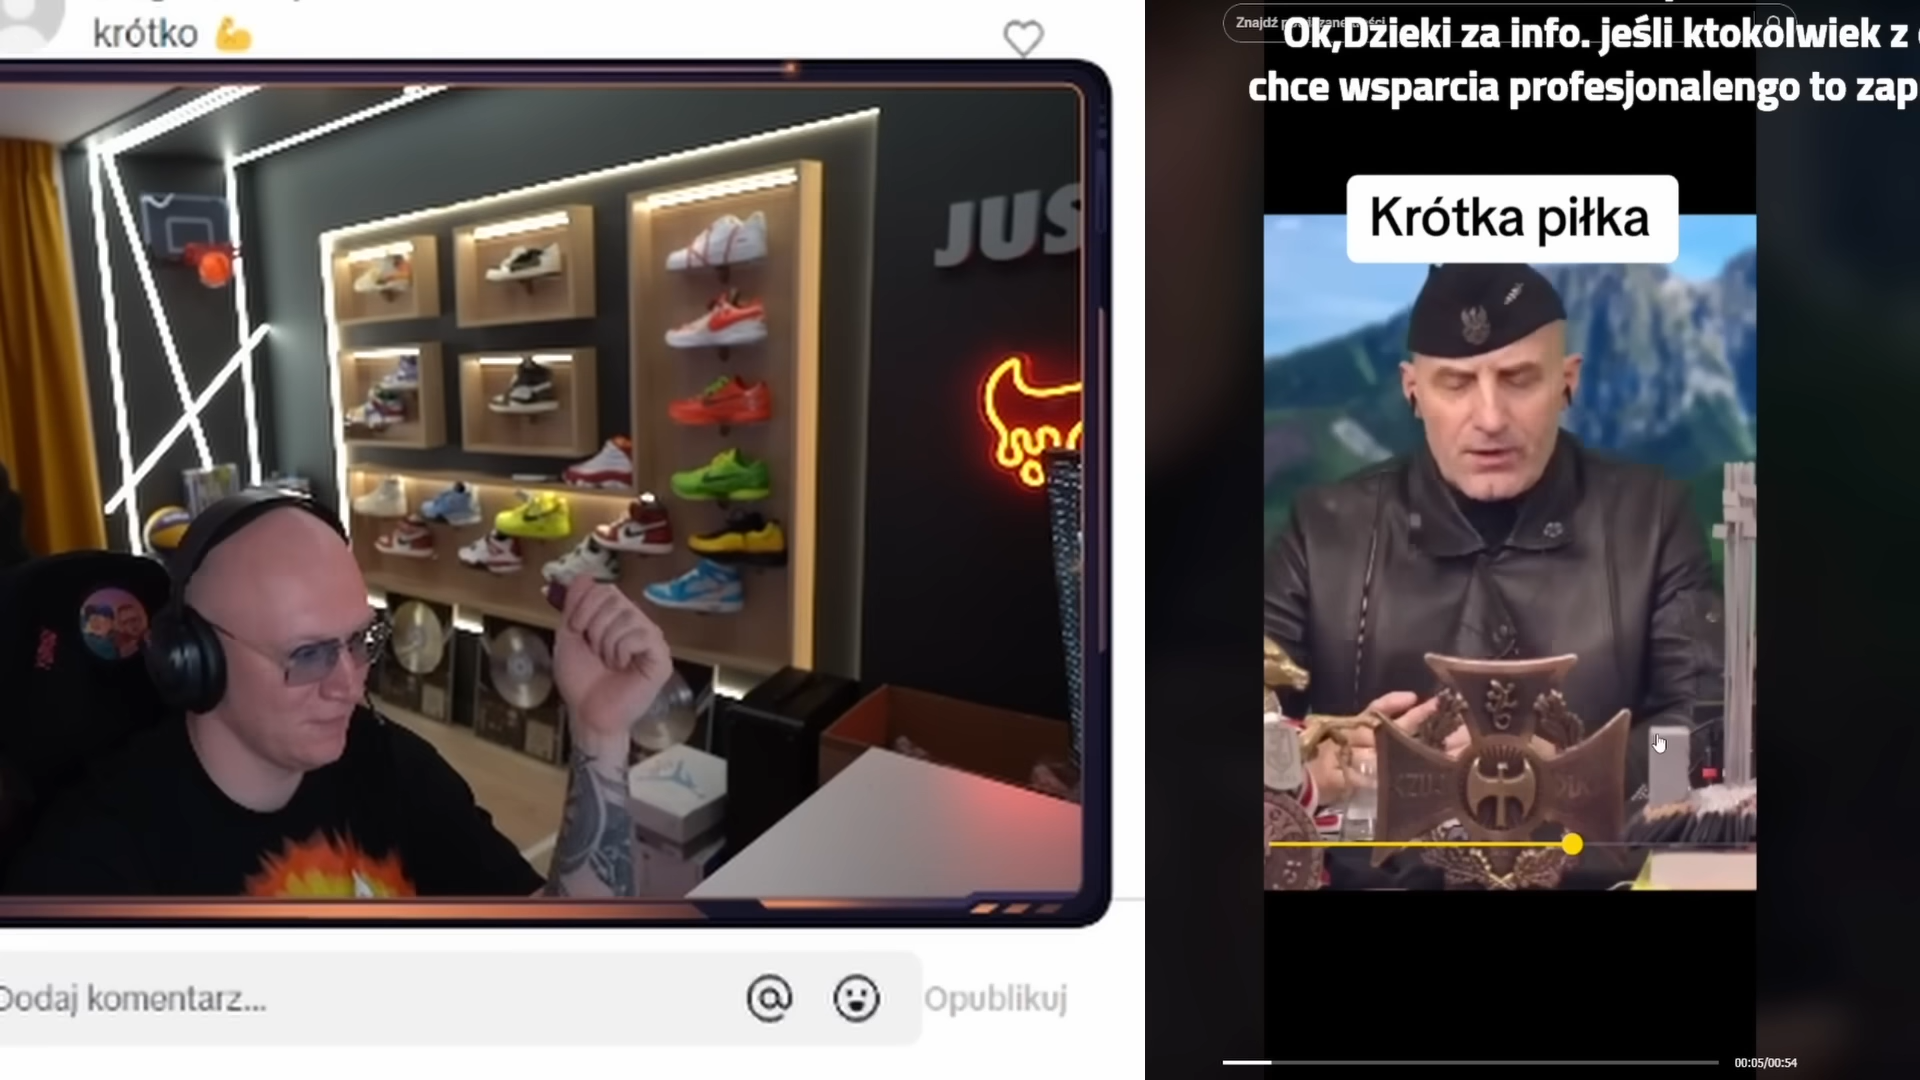 krótko 💪
JUS
Dodaj komentarz...
Opublikuj
Znajdź
Ok,Dzieki za info. jeśli ktokolwiek z
chce wsparcia profesjonalengo to zap
Krótka piłka
00:05/00:54